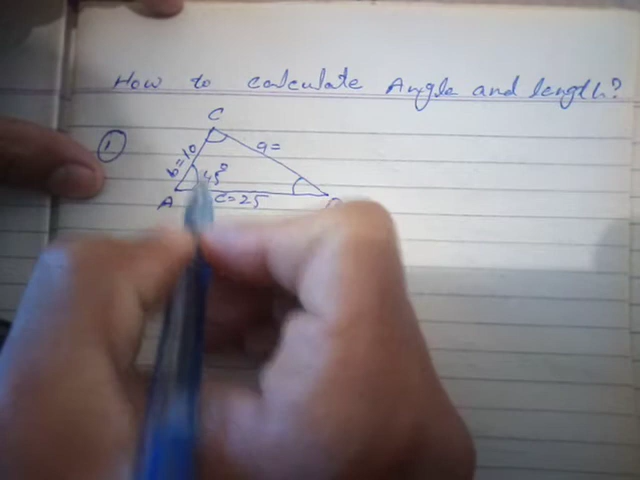 How to calculate Angle and length?
1.
C
b=10
a=
45°
A
c=25